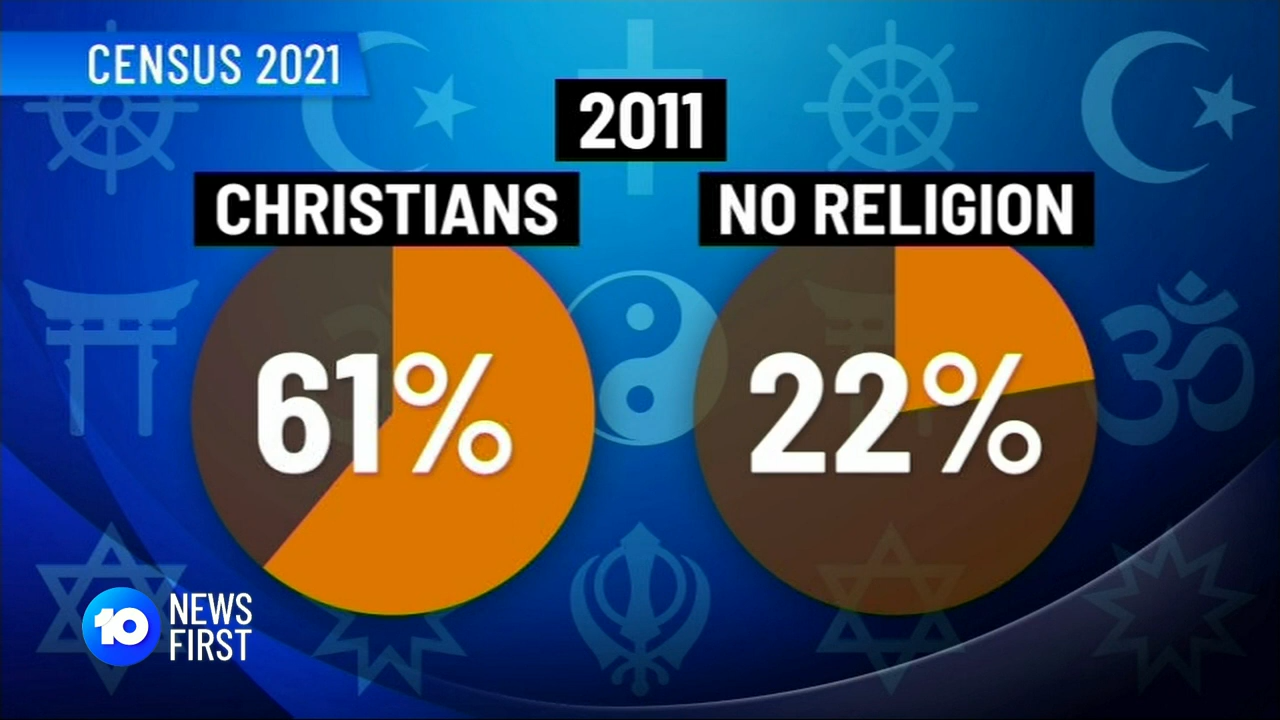 CENSUS 2021
2011
CHRISTIANS
NO RELIGION
61%
22%
10 NEWS
FIRST